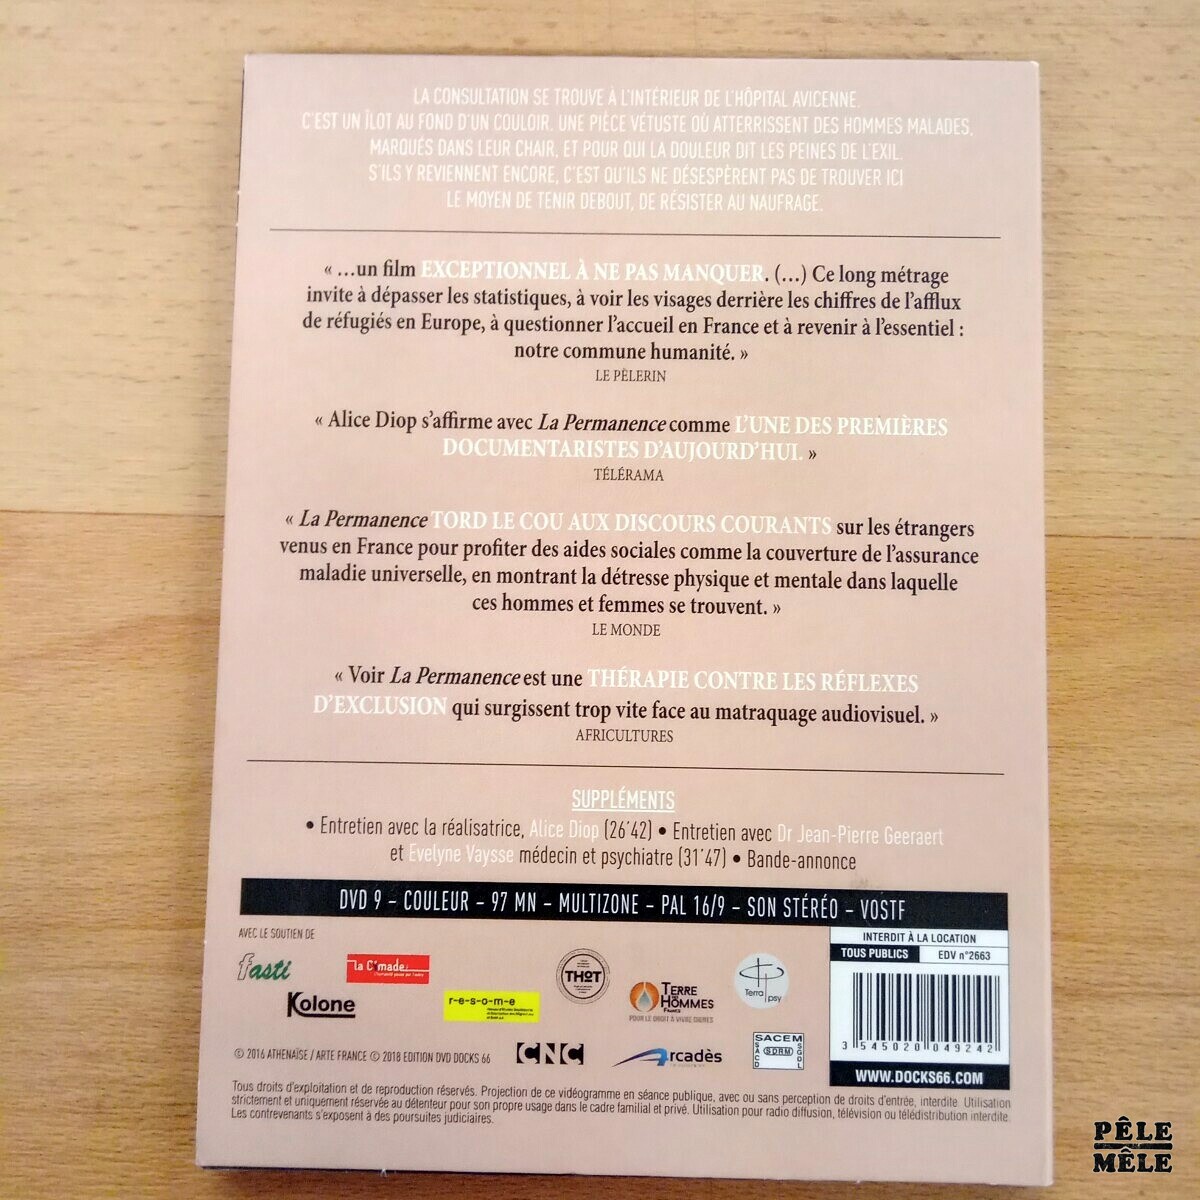 LA CONSULTATION SE TROUVE À L'INTÉRIEUR DE L'HÔPITAL AVICENNE.
C'EST UN ÎLOT AU FOND D'UN COULOIR. UNE PIÈCE VÉTUSTE OÙ ATTERRISSENT DES HOMMES MALADES,
MARQUÉS DANS LEUR CHAIR, ET POUR QUI LA DOULEUR DIT LES PEINES DE L'EXIL.
S'ILS Y REVIENNENT ENCORE, C'EST QU'ILS NE DÉSESPÈRENT PAS DE TROUVER ICI
LE MOYEN DE TENIR DEBOUT, DE RÉSISTER AU NAUFRAGE.
« ...un film EXCEPTIONNEL À NE PAS MANQUER. (...) Ce long métrage
invite à dépasser les statistiques, à voir les visages derrière les chiffres de l'afflux
de réfugiés en Europe, à questionner l'accueil en France et à revenir à l'essentiel :
notre commune humanité. »
LE PÈLERIN
« Alice Diop s'affirme avec La Permanence comme L'UNE DES PREMIÈRES
DOCUMENTARISTES D'AUJOURD'HUI. »
TÉLÉRAMA
« La Permanence TORD LE COU AUX DISCOURS COURANTS sur les étrangers
venus en France pour profiter des aides sociales comme la couverture de l'assurance
maladie universelle, en montrant la détresse physique et mentale dans laquelle
ces hommes et femmes se trouvent. »
LE MONDE
« Voir La Permanence est une THÉRAPIE CONTRE LES RÉFLEXES
D'EXCLUSION qui surgissent trop vite face au matraquage audiovisuel. »
AFRICULTURES
SUPPLÉMENTS
• Entretien avec la réalisatrice, Alice Diop (26'42) • Entretien avec Dr Jean-Pierre Geeraert
et Evelyne Vaysse médecin et psychiatre (31'47) • Bande-annonce
DVD 9 – COULEUR – 97 MN – MULTIZONE – PAL 16/9 – SON STÉRÉO – VOSTF
AVEC LE SOUTIEN DE
fasti
la Cimade
Kolone
r-e-s-o-m-e
THOT
TERRE DES HOMMES
FRANCE
POUR LE DROIT À VIVRE DIGNES
Terra psy
INTERDIT À LA LOCATION
TOUS PUBLICS EDV n°2663
3 545020 049242
WWW.DOCKS66.COM
© 2016 ATHENAÏSE / ARTE FRANCE © 2018 EDITION DVD DOCKS 66
CNC
Arcadès
SACEM
SACD SDRM SGDL
Tous droits d'exploitation et de reproduction réservés. Projection de ce vidéogramme en séance publique, avec ou sans perception de droits d'entrée, interdite. Utilisation
strictement et uniquement réservée au détenteur pour son propre usage dans le cadre familial et privé. Utilisation pour radio diffusion, télévision ou télédistribution interdite.
Les contrevenants s'exposent à des poursuites judiciaires.
PÊLE
MÊLE